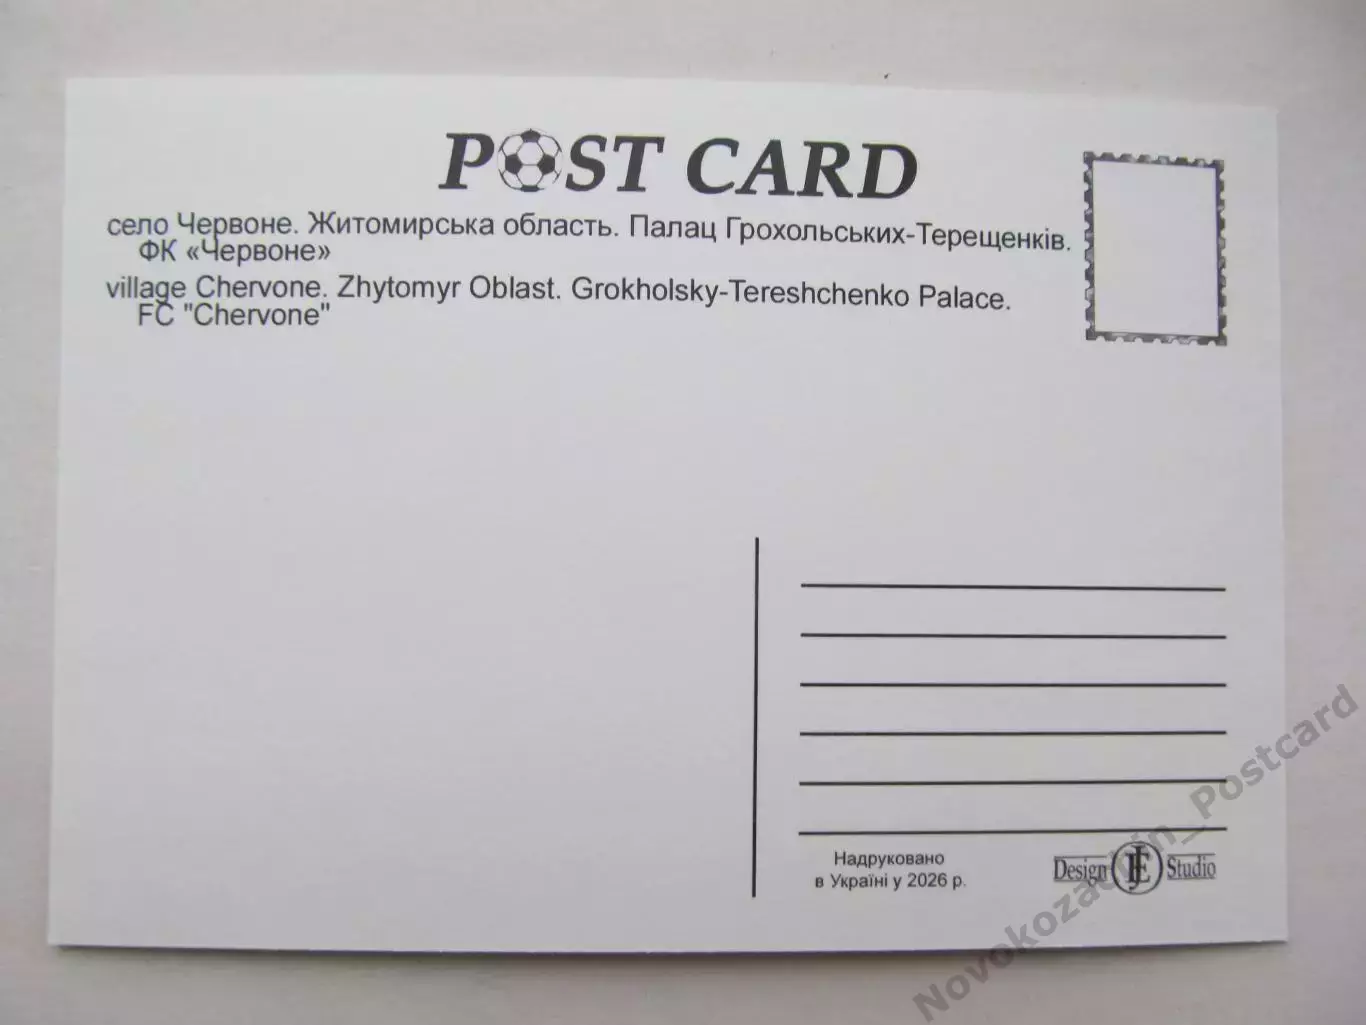 POST CARD
село Червоне. Житомирська область. Палац Грохольських-Терещенків.
ФК «Червоне»
village Chervone. Zhytomyr Oblast. Grokholsky-Tereshchenko Palace.
FC "Chervone"
Надруковано
в Україні у 2026 р.
Design JE Studio
Novokozachin_Postcard